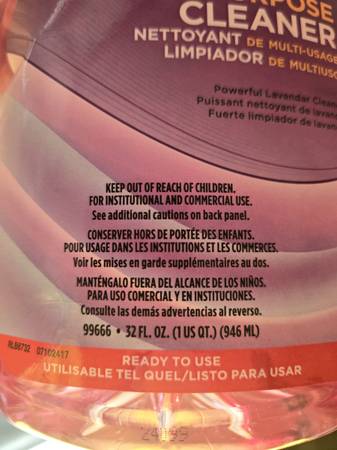 CLEANER
NETTOYANT DE MULTI-USAGE
LIMPIADOR DE MULTIUSO
Powerful Lavender Clean
Puissant nettoyant de
Fuerte limpiador de
KEEP OUT OF REACH OF CHILDREN.
FOR INSTITUTIONAL AND COMMERCIAL USE.
See additional cautions on back panel.
CONSERVER HORS DE PORTÉE DES ENFANTS.
POUR USAGE DANS LES INSTITUTIONS ET LES COMMERCES.
Voir les mises en garde supplémentaires au dos.
MANTÉNGALO FUERA DEL ALCANCE DE LOS NIÑOS.
PARA USO COMERCIAL Y EN INSTITUCIONES.
Consulte las demás advertencias al reverso.
99666 • 32 FL. OZ. (1 US QT.) (946 ML)
07102417
READY TO USE
UTILISABLE TEL QUEL/LISTO PARA USAR